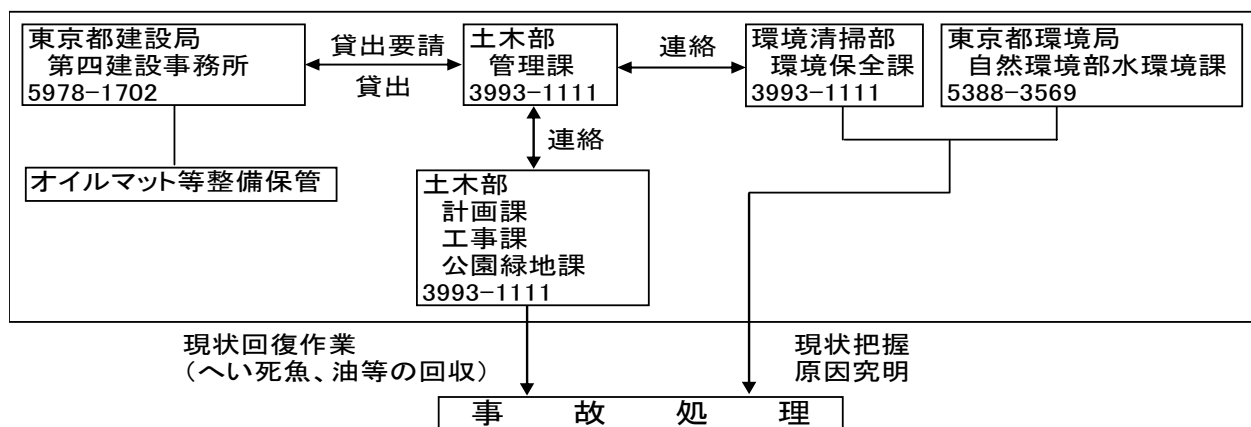 東京都建設局
第四建設事務所
5978-1702
貸出要請
貸出
土木部
管理課
3993-1111
連絡
環境清掃部
環境保全課
3993-1111
東京都環境局
自然環境部水環境課
5388-3569
連絡
オイルマット等整備保管
土木部
計画課
工事課
公園緑地課
3993-1111
現状回復作業
（へい死魚、油等の回収）
現状把握
原因究明
事故処理